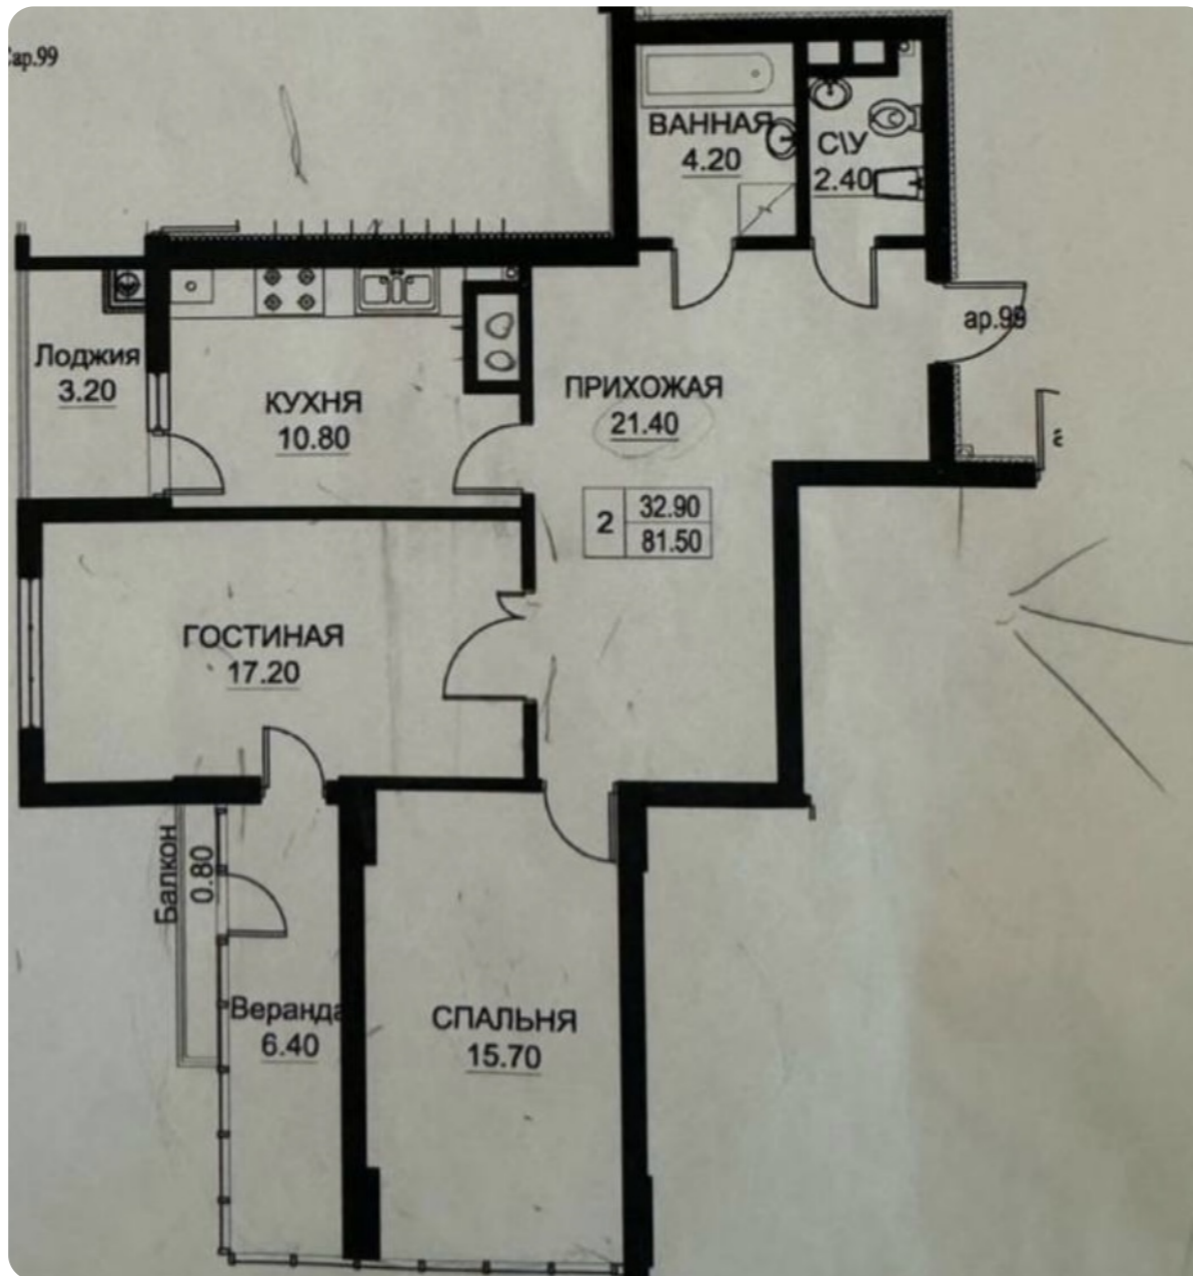 ар.99
ВАННАЯ
4.20
С\У
2.40
ар.99
Лоджия
3.20
КУХНЯ
10.80
ПРИХОЖАЯ
21.40
2
32.90
81.50
ГОСТИНАЯ
17.20
Балкон
0.80
Веранда
6.40
СПАЛЬНЯ
15.70